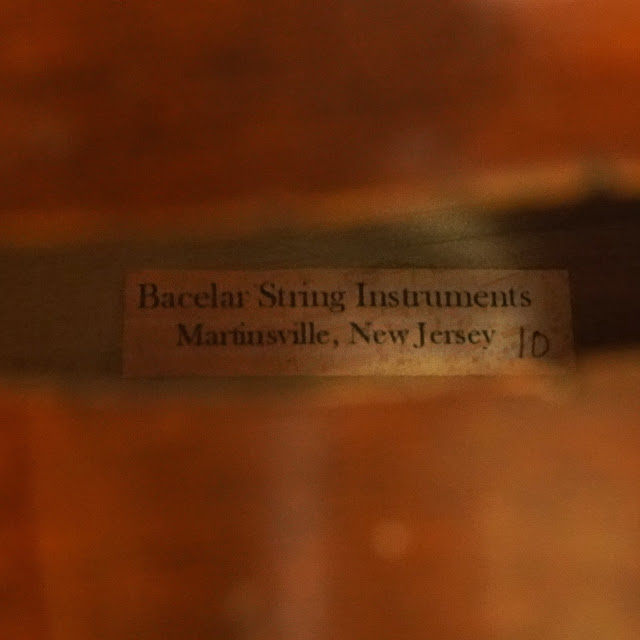 Bacelar String Instruments
Martinsville, New Jersey 10